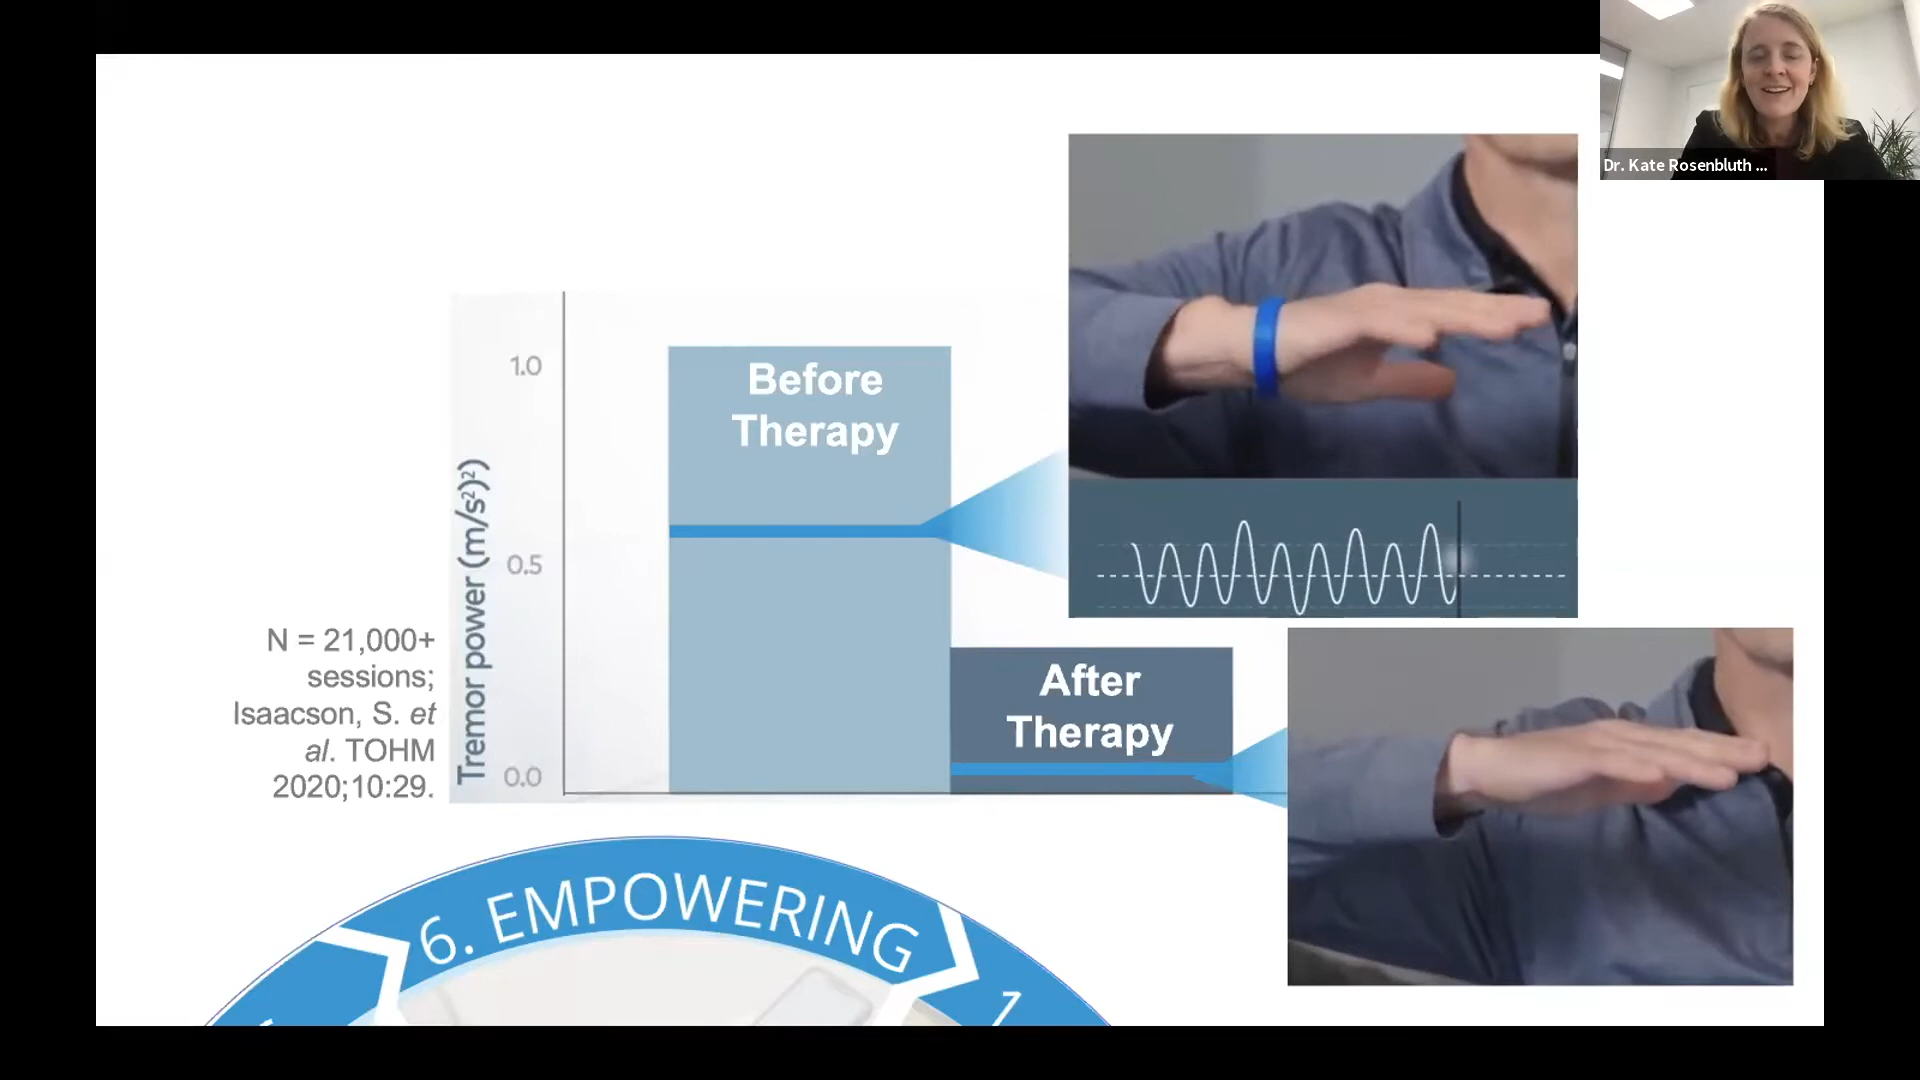 Dr. Kate Rosenbluth ...
1.0
0.5
0.0
Tremor power (m/s²)²)
Before
Therapy
After
Therapy
N = 21,000+
sessions;
Isaacson, S. et
al. TOHM
2020;10:29.
6. EMPOWERING
1